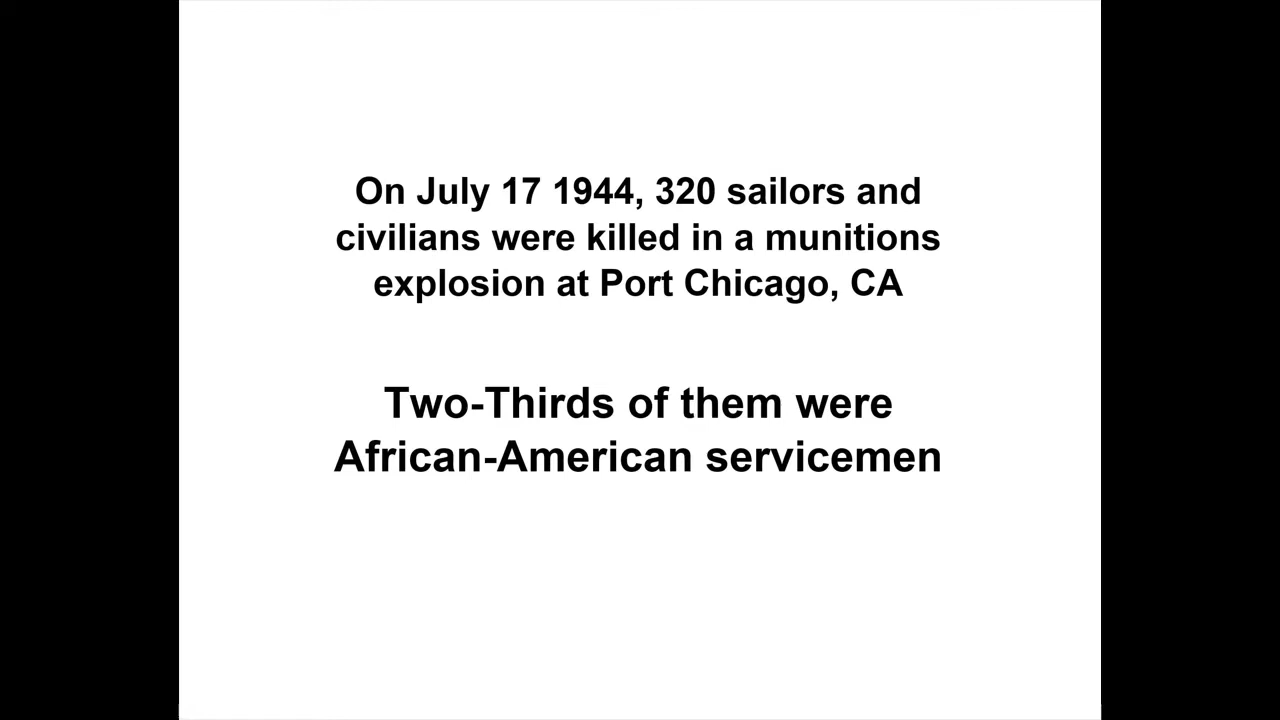 On July 17 1944, 320 sailors and
civilians were killed in a munitions
explosion at Port Chicago, CA
Two-Thirds of them were
African-American servicemen